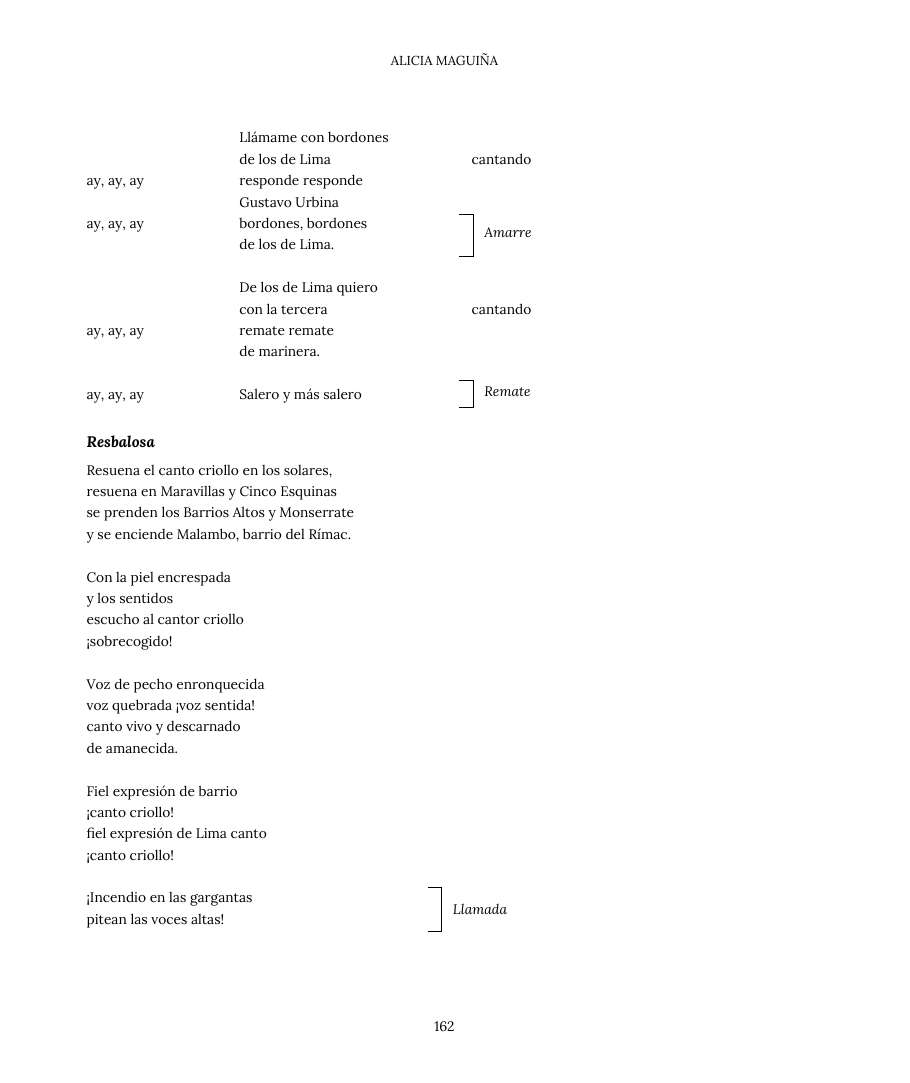 ALICIA MAGUIÑA
Llámame con bordones
de los de Lima cantando
ay, ay, ay responde responde
Gustavo Urbina
ay, ay, ay bordones, bordones
Amarre
de los de Lima.
De los de Lima quiero
con la tercera cantando
ay, ay, ay remate remate
de marinera.
ay, ay, ay Salero y más salero Remate
Resbalosa
Resuena el canto criollo en los solares,
resuena en Maravillas y Cinco Esquinas
se prenden los Barrios Altos y Monserrate
y se enciende Malambo, barrio del Rímac.
Con la piel encrespada
y los sentidos
escucho al cantor criollo
¡sobrecogido!
Voz de pecho enronquecida
voz quebrada ¡voz sentida!
canto vivo y descarnado
de amanecida.
Fiel expresión de barrio
¡canto criollo!
fiel expresión de Lima canto
¡canto criollo!
¡Incendio en las gargantas
Llamada
pitean las voces altas!
162